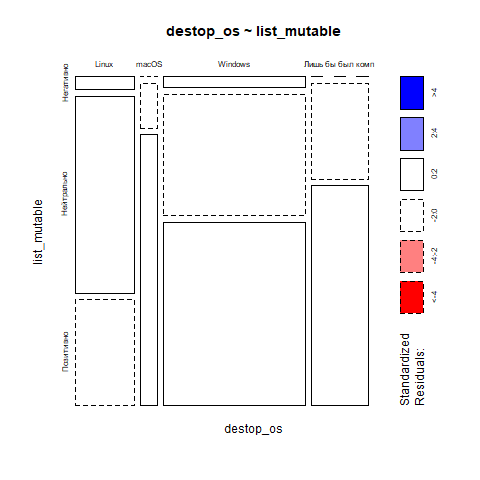 destop_os ~ list_mutable
Linux
macOS
Windows
Лишь бы был комп
Негативно
Нейтрально
Позитивно
list_mutable
destop_os
>4
2:4
0:2
-2:0
-4:-2
<-4
Standardized
Residuals: